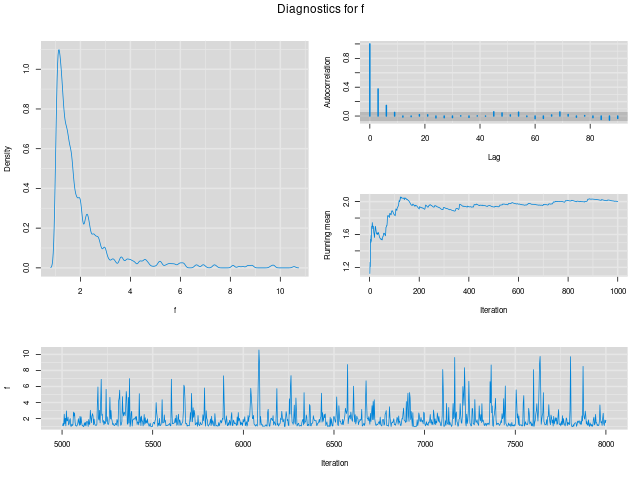 Diagnostics for f
Density
0.0 0.2 0.4 0.6 0.8 1.0
2 4 6 8 10
f
Autocorrelation
0.0 0.4 0.8
0 20 40 60 80
Lag
Running mean
1.2 1.6 2.0
0 200 400 600 800 1000
Iteration
f
2 4 6 8 10
5000 5500 6000 6500 7000 7500 8000
Iteration